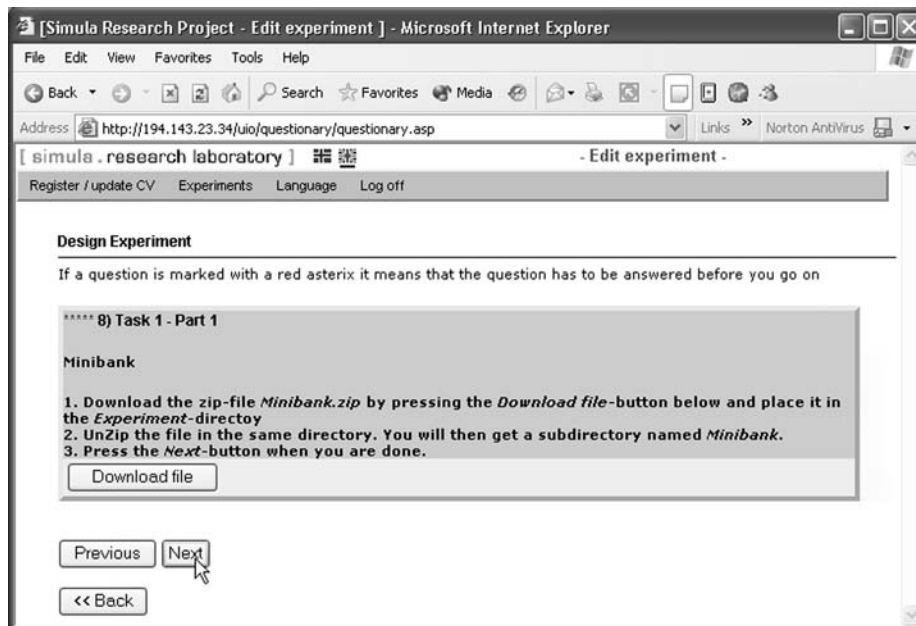 [Simula Research Project - Edit experiment ] - Microsoft Internet Explorer
File Edit View Favorites Tools Help
Back Search Favorites Media
Address http://194.143.23.34/uio/questionary/questionary.asp Links » Norton AntiVirus
[ simula . research laboratory ] - Edit experiment -
Register / update CV Experiments Language Log off
Design Experiment
If a question is marked with a red asterix it means that the question has to be answered before you go on
***** 8) Task 1 - Part 1
Minibank
1. Download the zip-file Minibank.zip by pressing the Download file-button below and place it in
the Experiment-directoy
2. UnZip the file in the same directory. You will then get a subdirectory named Minibank.
3. Press the Next-button when you are done.
Download file
Previous Next
<< Back